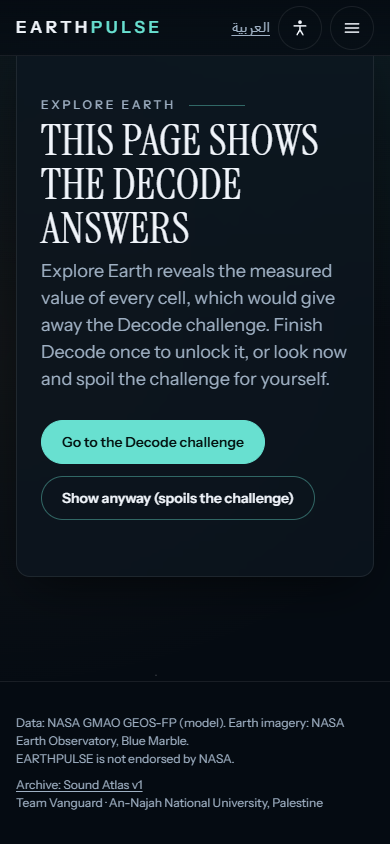 EARTHPULSE
العربية
EXPLORE EARTH
THIS PAGE SHOWS
THE DECODE
ANSWERS
Explore Earth reveals the measured
value of every cell, which would give
away the Decode challenge. Finish
Decode once to unlock it, or look now
and spoil the challenge for yourself.
Go to the Decode challenge
Show anyway (spoils the challenge)
Data: NASA GMAO GEOS-FP (model). Earth imagery: NASA
Earth Observatory, Blue Marble.
EARTHPULSE is not endorsed by NASA.
Archive: Sound Atlas v1
Team Vanguard · An-Najah National University, Palestine